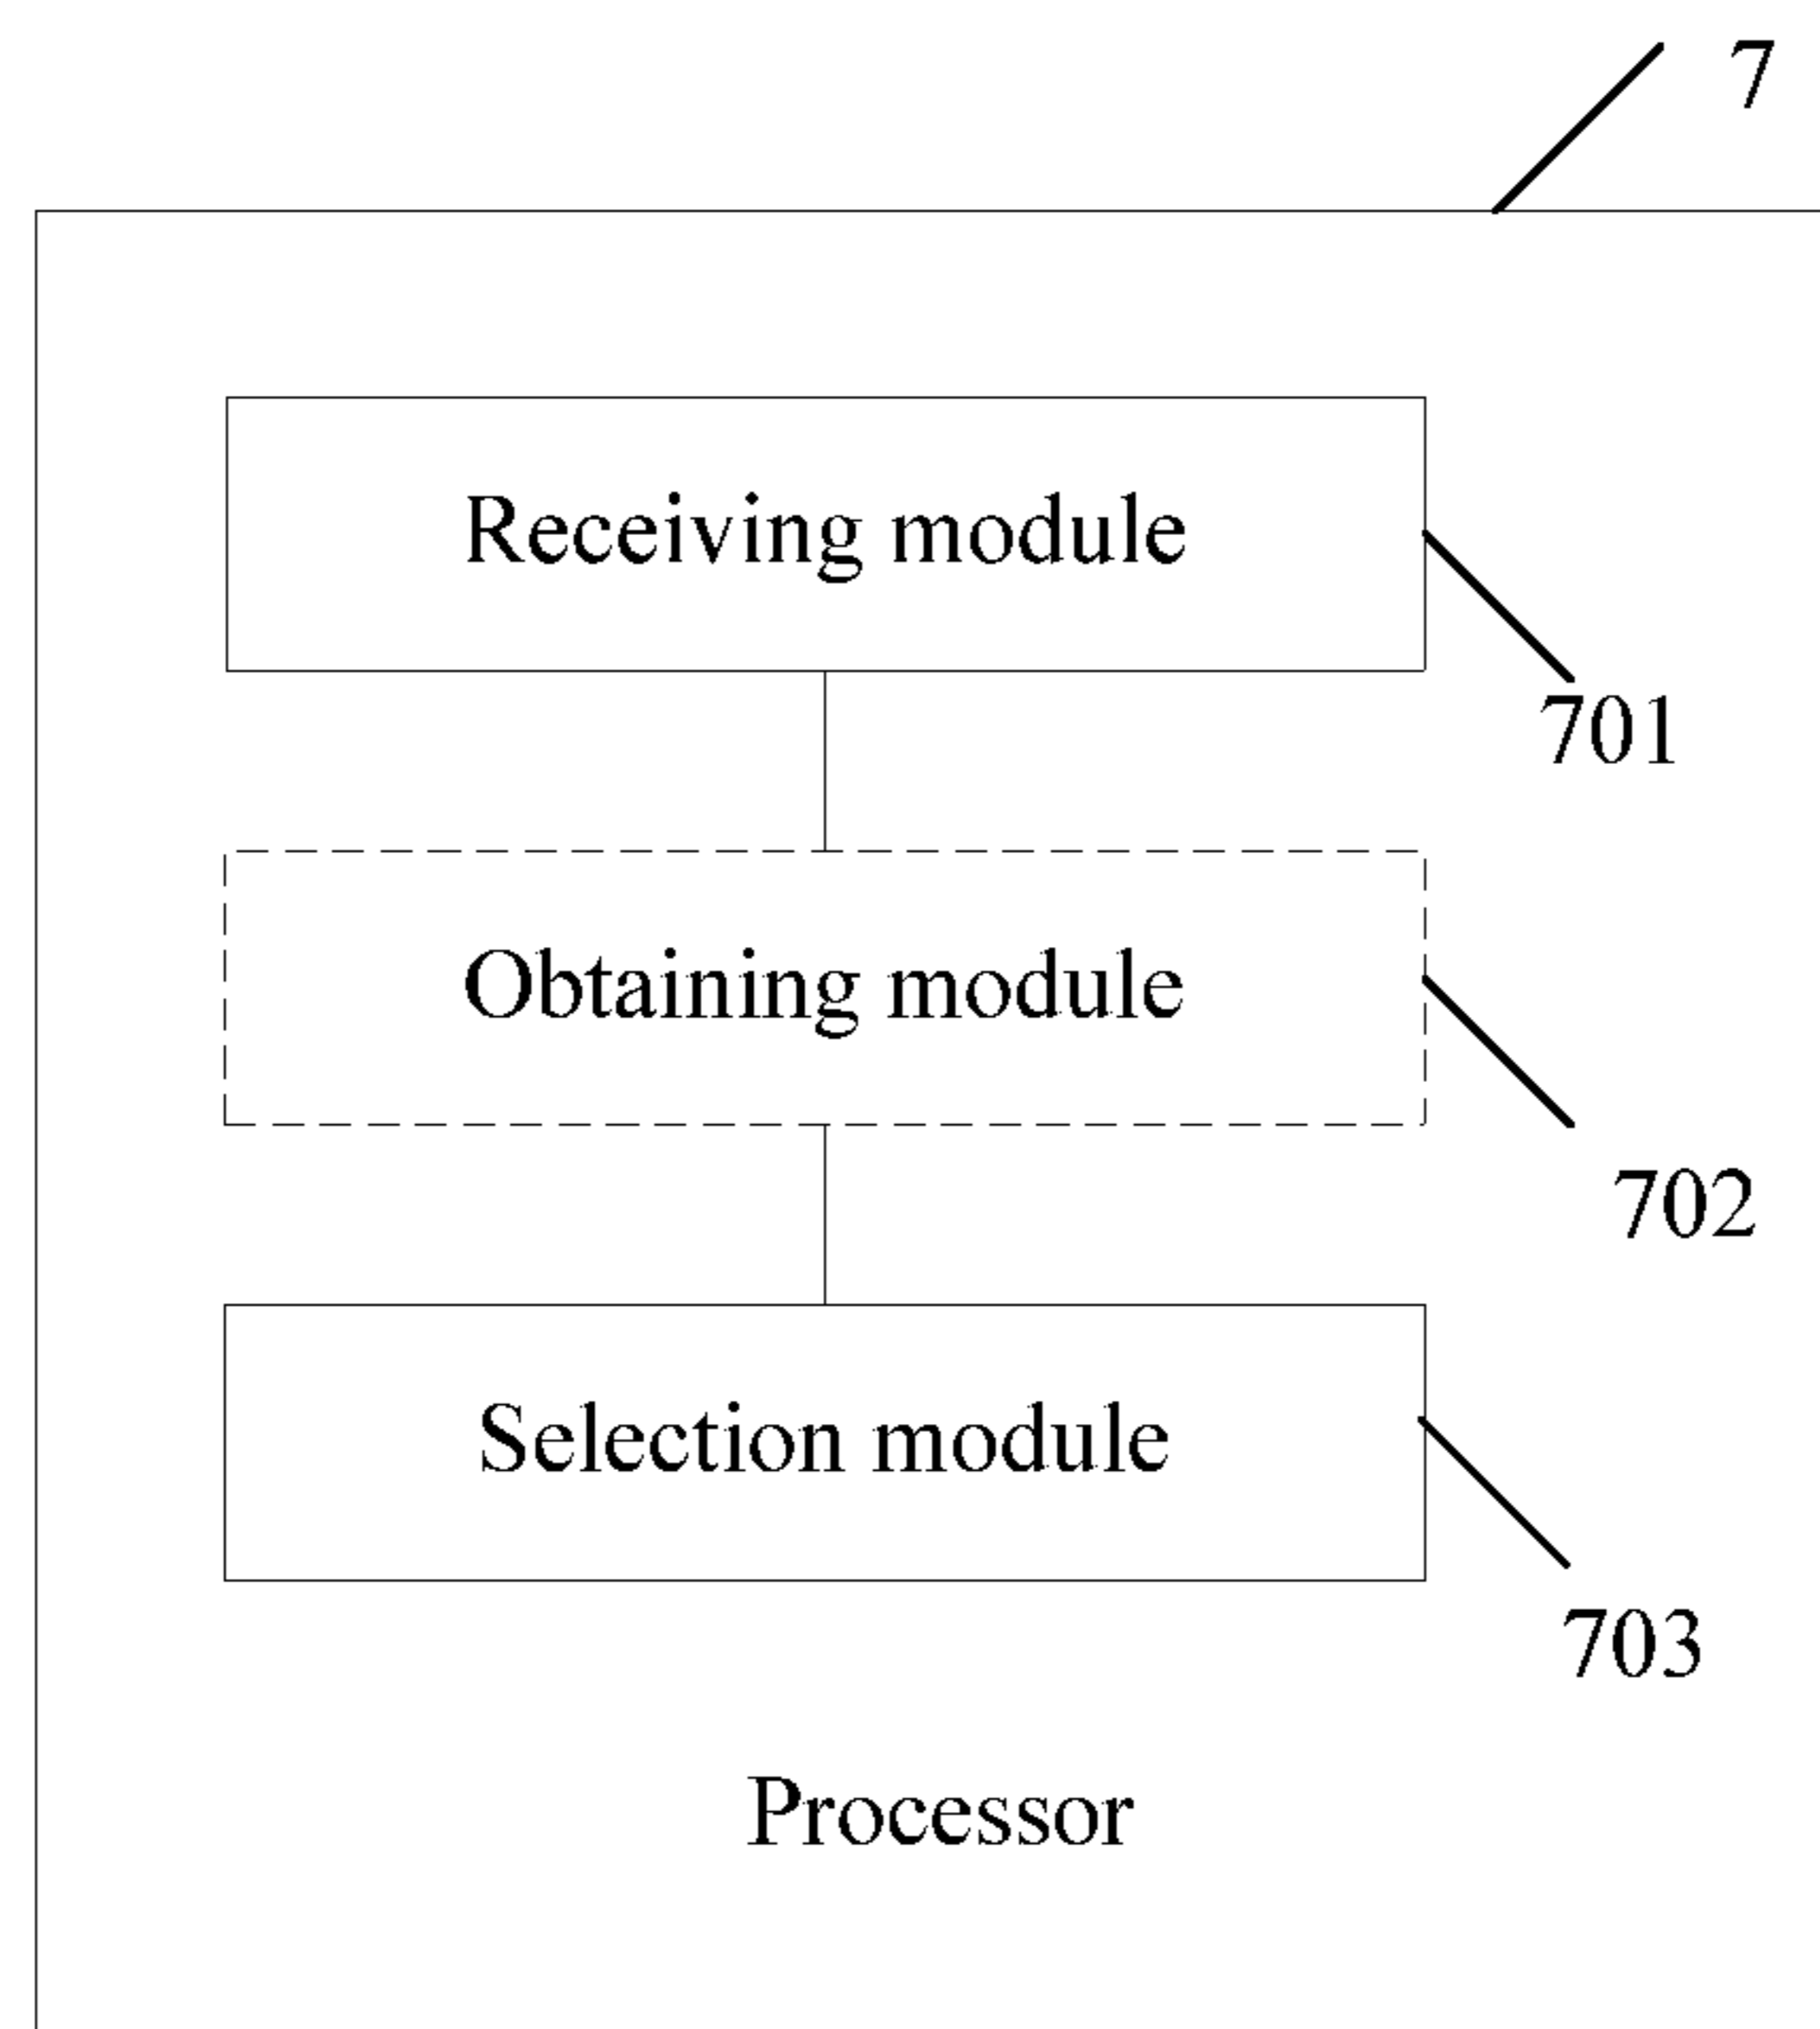 7
Receiving module
701
Obtaining module
702
Selection module
703
Processor